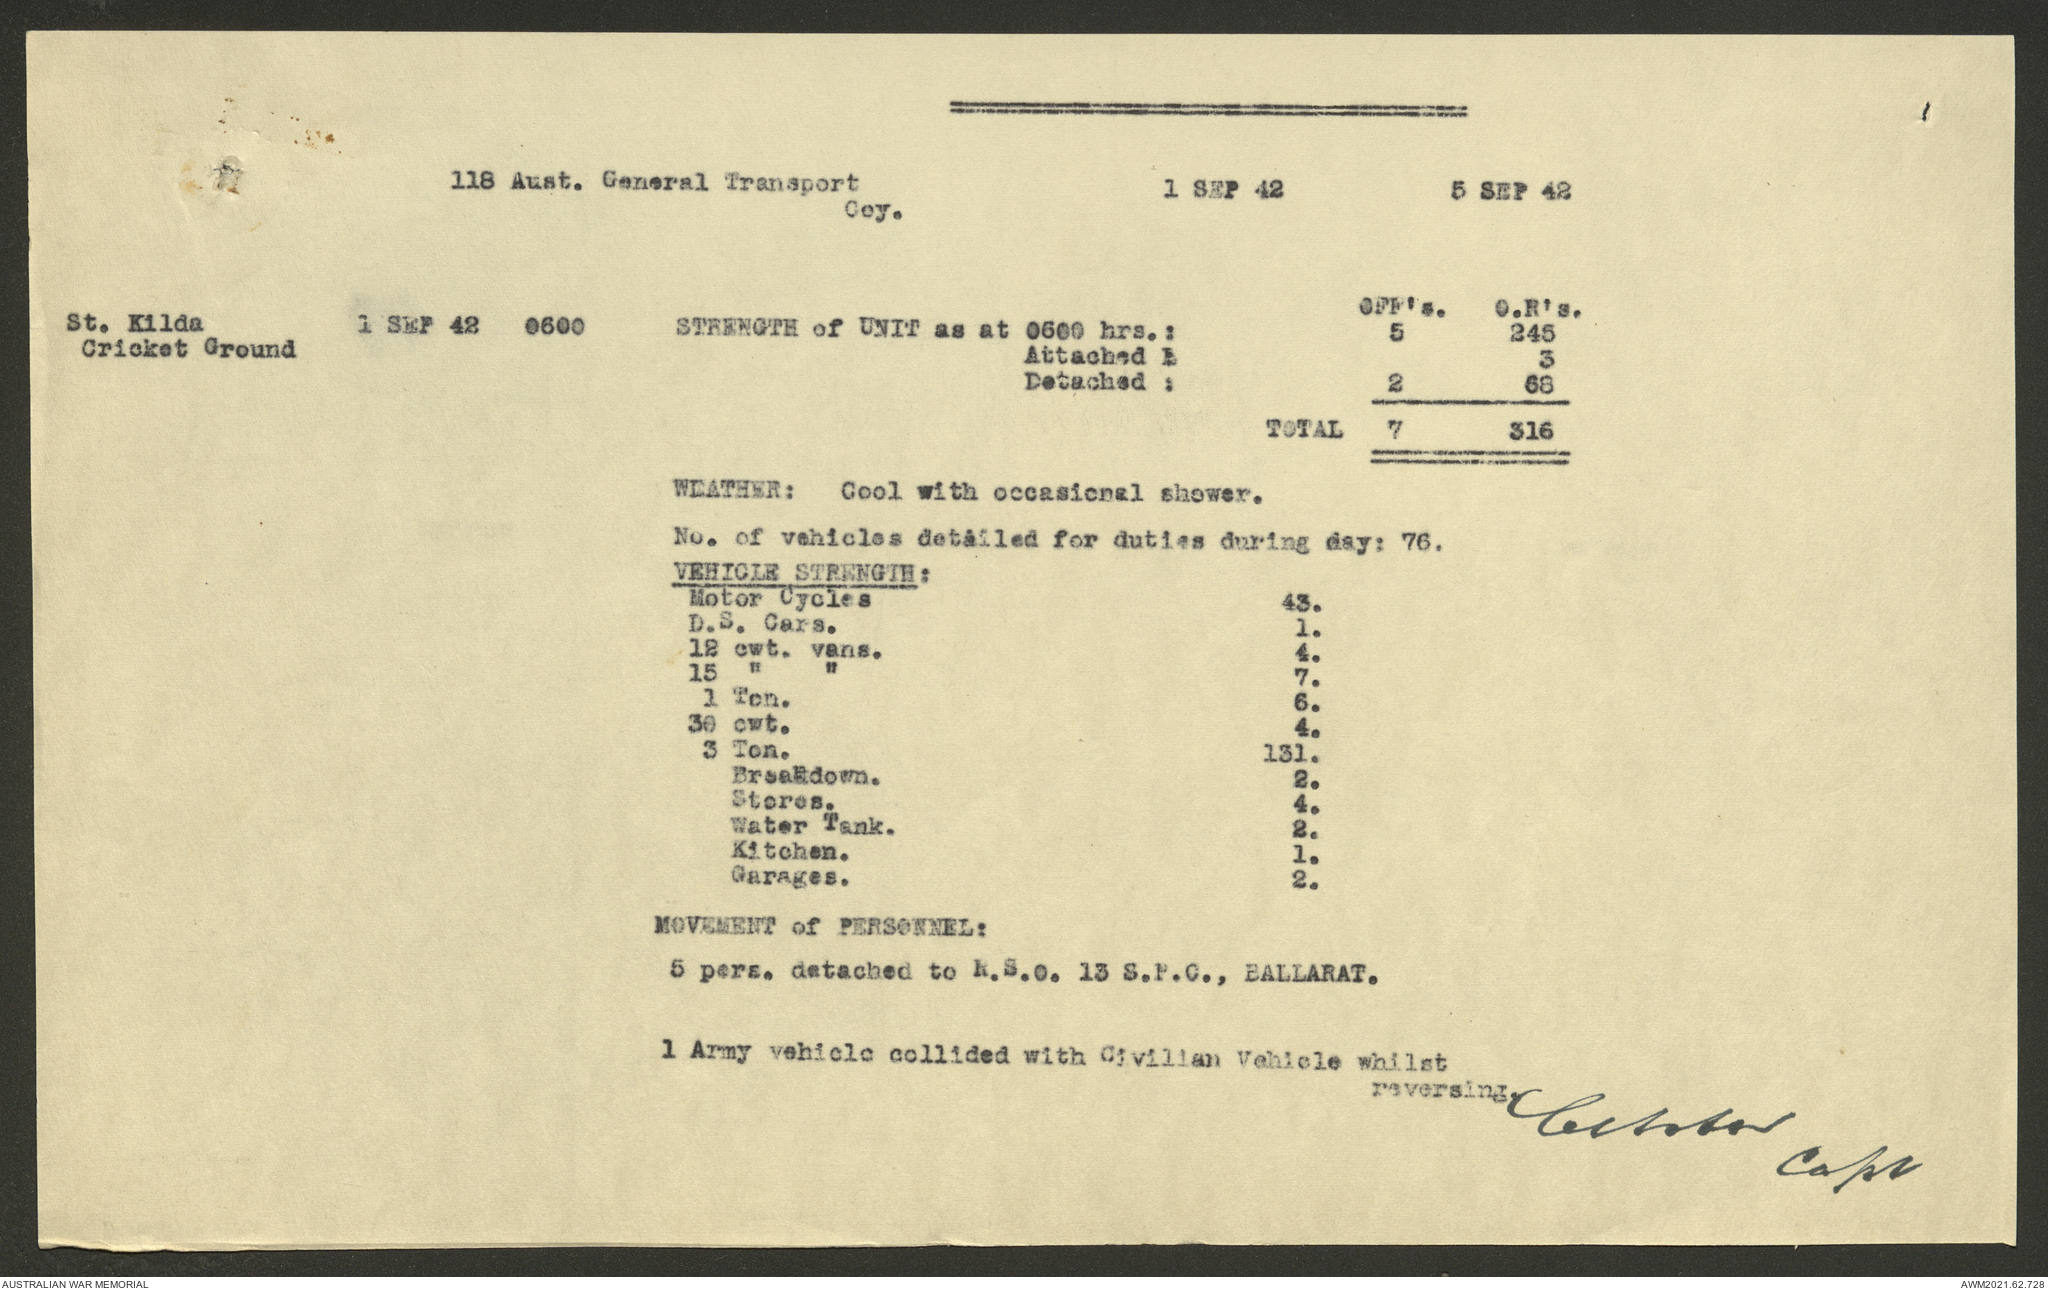 1
118 Aust. General Transport 1 SEP 42 5 SEP 42
Coy.
OFF's. O.R's.
St. Kilda 1 SEP 42 0600 STRENGTH of UNIT as at 0600 hrs.: 5 245
Cricket Ground Attached : 3
Detached : 2 68
TOTAL 7 316
WEATHER: Cool with occasional shower.
No. of vehicles detailed for duties during day: 76.
VEHICLE STRENGTH:
Motor Cycles 43.
D.S. Cars. 1.
12 cwt. vans. 4.
15 " " 7.
1 Ton. 6.
30 cwt. 4.
3 Ton. 131.
Breakdown. 2.
Stores. 4.
Water Tank. 2.
Kitchen. 1.
Garages. 2.
MOVEMENT of PERSONNEL:
5 pers. detached to R.S.O. 13 S.P.C., BALLARAT.
1 Army vehicle collided with Civilian Vehicle whilst
reversing.
Capt
AUSTRALIAN WAR MEMORIAL AWM2021.62.728